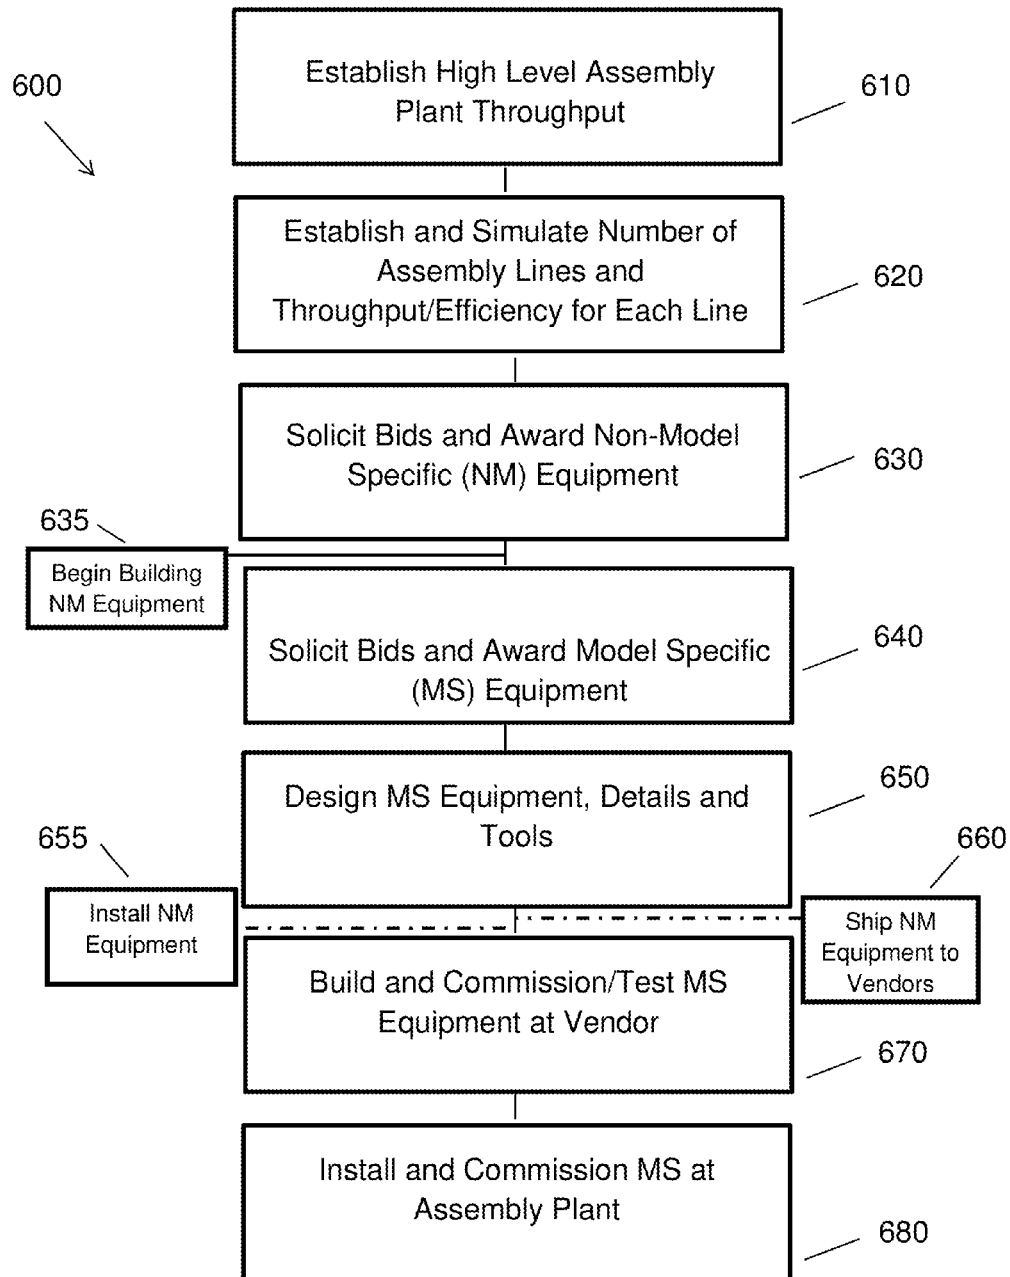 600
Establish High Level Assembly
Plant Throughput
610
Establish and Simulate Number of
Assembly Lines and
Throughput/Efficiency for Each Line
620
Solicit Bids and Award Non-Model
Specific (NM) Equipment
630
635
Begin Building
NM Equipment
Solicit Bids and Award Model Specific
(MS) Equipment
640
Design MS Equipment, Details and
Tools
650
655
Install NM
Equipment
660
Ship NM
Equipment to
Vendors
Build and Commission/Test MS
Equipment at Vendor
670
Install and Commission MS at
Assembly Plant
680